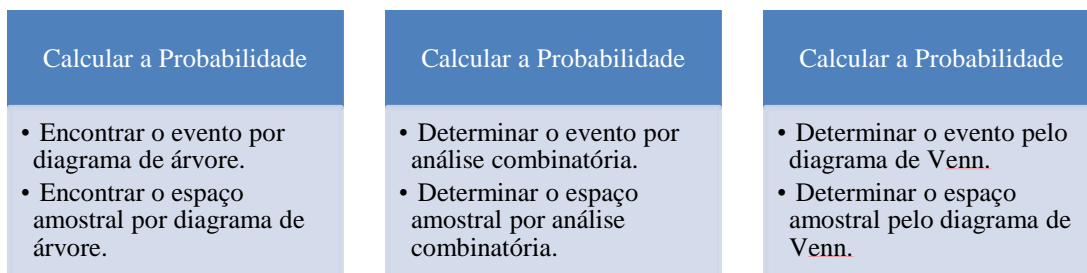 Calcular a Probabilidade
• Encontrar o evento por
diagrama de árvore.
• Encontrar o espaço
amostral por diagrama de
árvore.
Calcular a Probabilidade
• Determinar o evento por
análise combinatória.
• Determinar o espaço
amostral por análise
combinatória.
Calcular a Probabilidade
• Determinar o evento pelo
diagrama de Venn.
• Determinar o espaço
amostral pelo diagrama de
Venn.